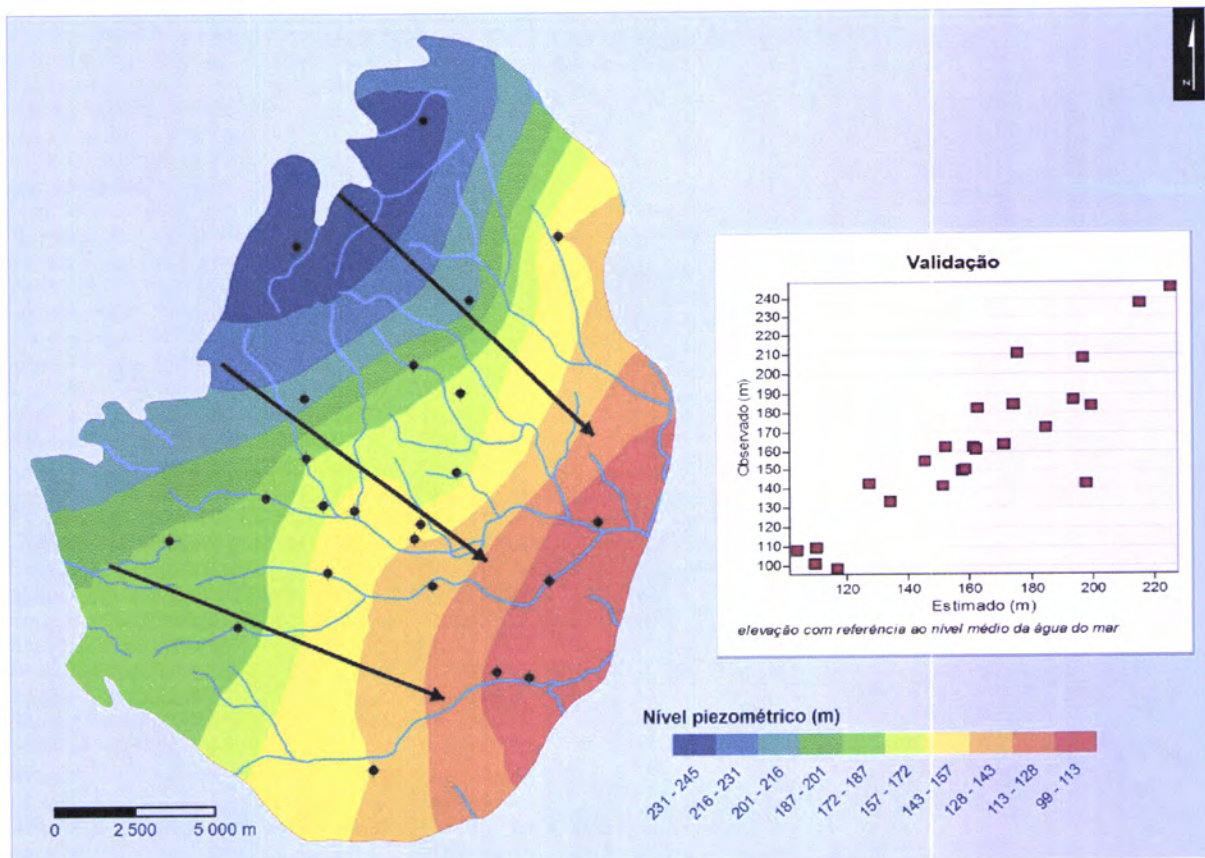 N
Validação
Observado (m)
240
230
220
210
200
190
180
170
160
150
140
130
120
110
100
120 140 160 180 200 220
Estimado (m)
elevação com referência ao nível médio da água do mar
Nível piezométrico (m)
231 - 245
216 - 231
201 - 216
187 - 201
172 - 187
157 - 172
143 - 157
128 - 143
113 - 128
99 - 113
0 2 500 5 000 m